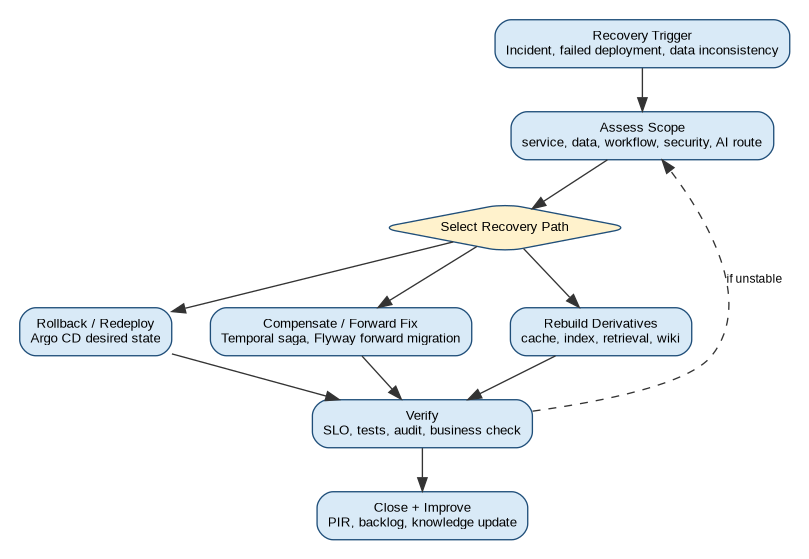 Recovery Trigger
Incident, failed deployment, data inconsistency
Assess Scope
service, data, workflow, security, AI route
Select Recovery Path
if unstable
Rollback / Redeploy
Argo CD desired state
Compensate / Forward Fix
Temporal saga, Flyway forward migration
Rebuild Derivatives
cache, index, retrieval, wiki
Verify
SLO, tests, audit, business check
Close + Improve
PIR, backlog, knowledge update